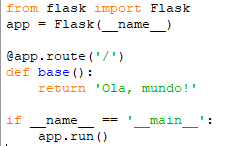 from flask import Flask
app = Flask(__name__)

@app.route('/')
def base():
    return 'Ola, mundo!'

if __name__ == '__main__':
    app.run()